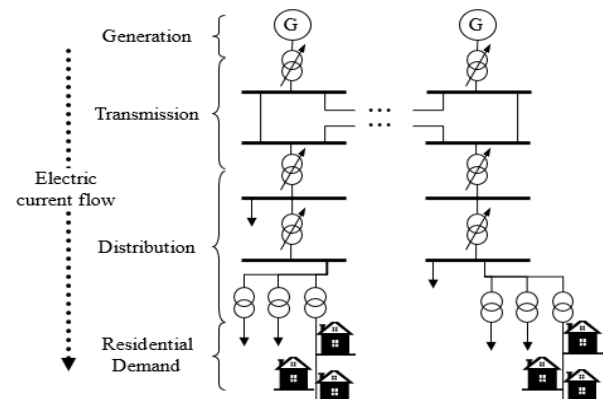 G
G
Generation
Transmission
Electric
current flow
Distribution
Residential
Demand